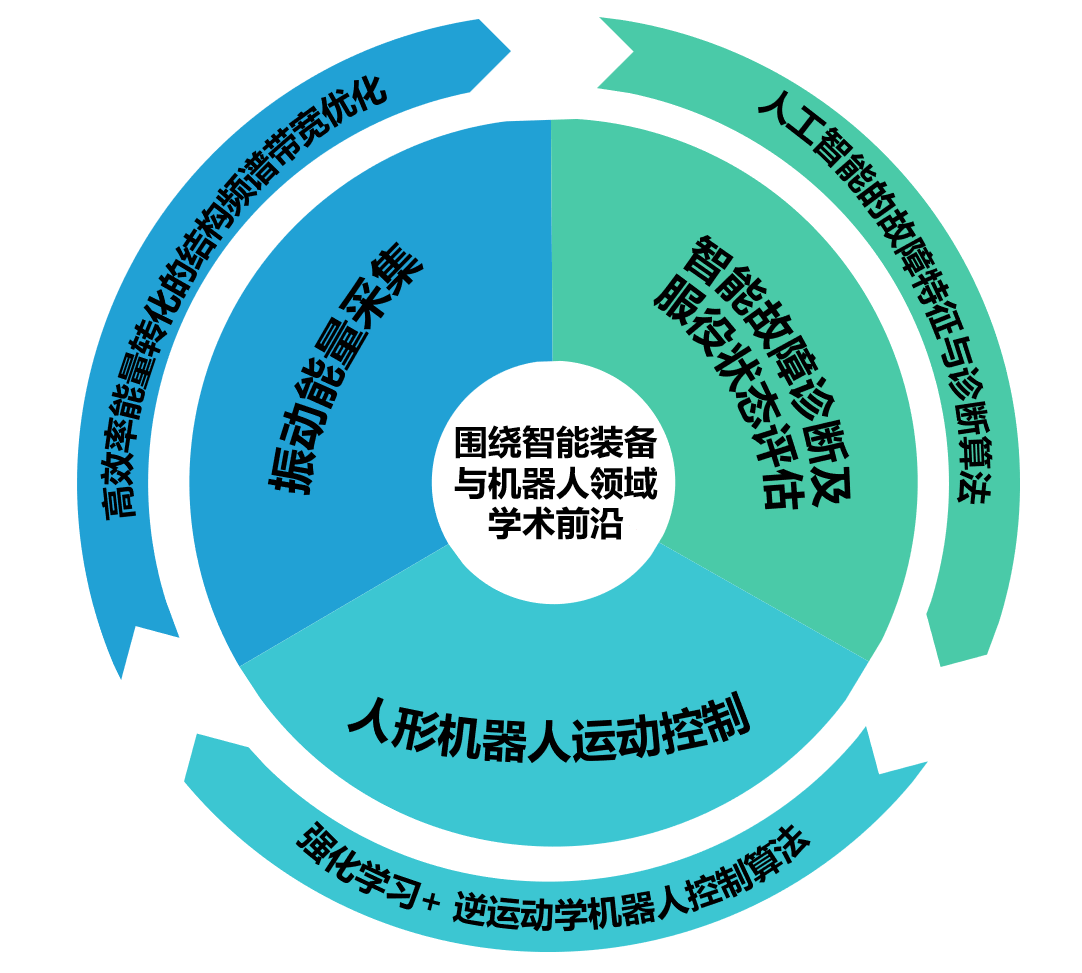 高效率能量转化的结构频谱带宽优化
人工智能的故障特征与诊断算法
振动能量采集
智能故障诊断及
服役状态评估
围绕智能装备
与机器人领域
学术前沿
人形机器人运动控制
强化学习+ 逆运动学机器人控制算法